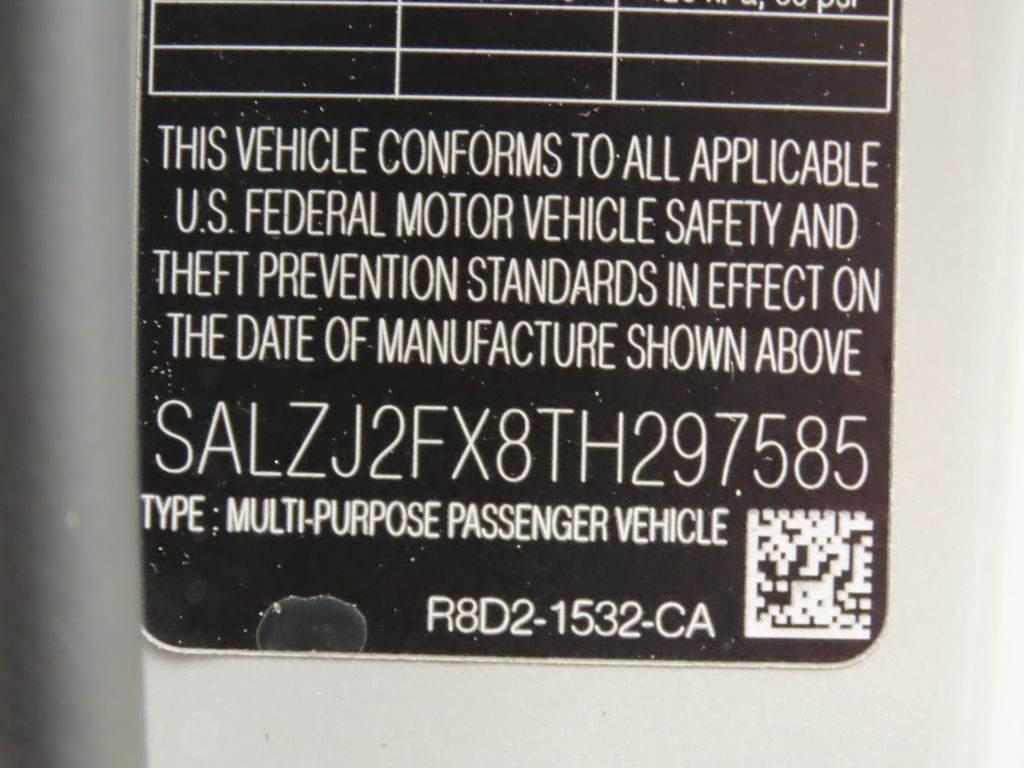 THIS VEHICLE CONFORMS TO ALL APPLICABLE
U.S. FEDERAL MOTOR VEHICLE SAFETY AND
THEFT PREVENTION STANDARDS IN EFFECT ON
THE DATE OF MANUFACTURE SHOWN ABOVE
SALZJ2FX8TH297585
TYPE : MULTI-PURPOSE PASSENGER VEHICLE
R8D2-1532-CA